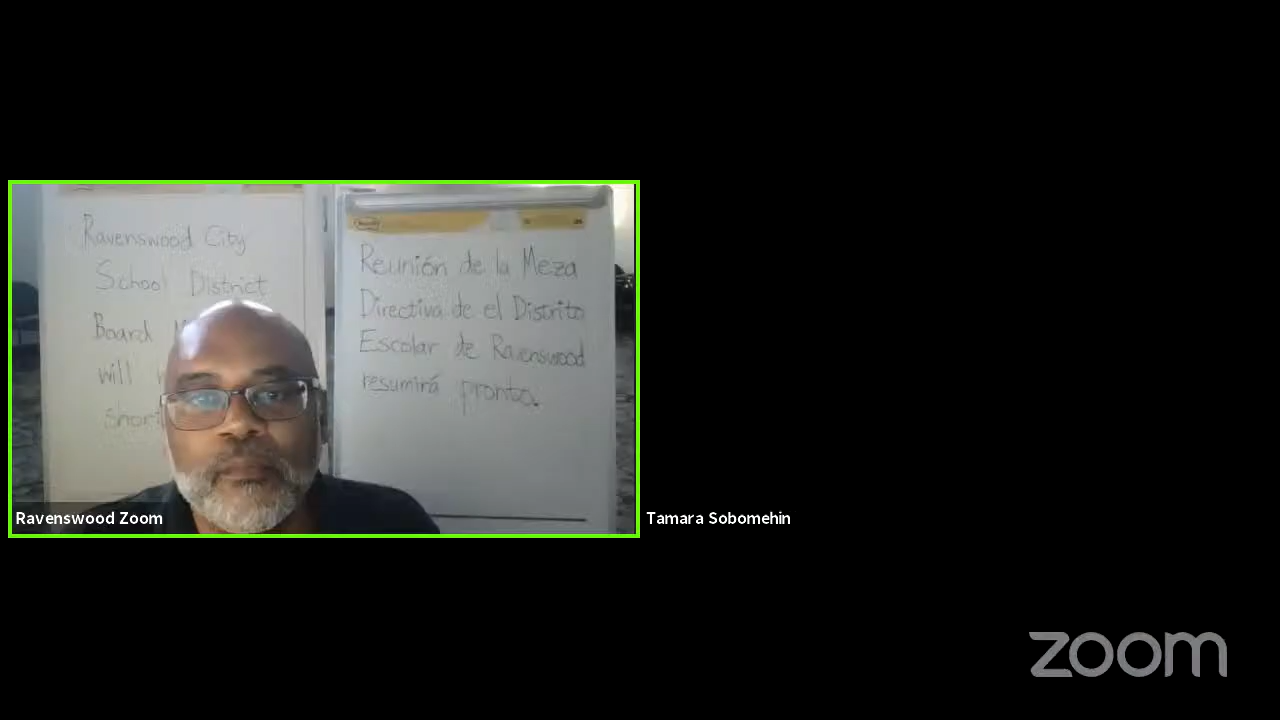 Ravenswood City
School District
Board
will
Reunión de la Meza
Directiva de el Distrito
Escolar de Ravenswood
resumirá pronto.
Ravenswood Zoom
Tamara Sobomehin
zoom